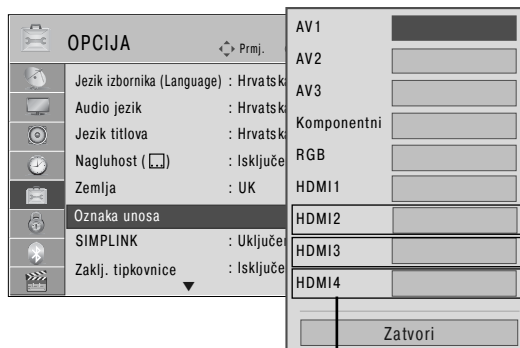 OPCIJA
Prmj.
Jezik izbornika (Language) : Hrvatsk
Audio jezik : Hrvatsk
Jezik titlova : Hrvatsk
Nagluhost ( ) : Isključe
Zemlja : UK
Oznaka unosa
SIMPLINK : Uključe
Zaklj. tipkovnice : Isključe
AV1
AV2
AV3
Komponentni
RGB
HDMI1
HDMI2
HDMI3
HDMI4
Zatvori